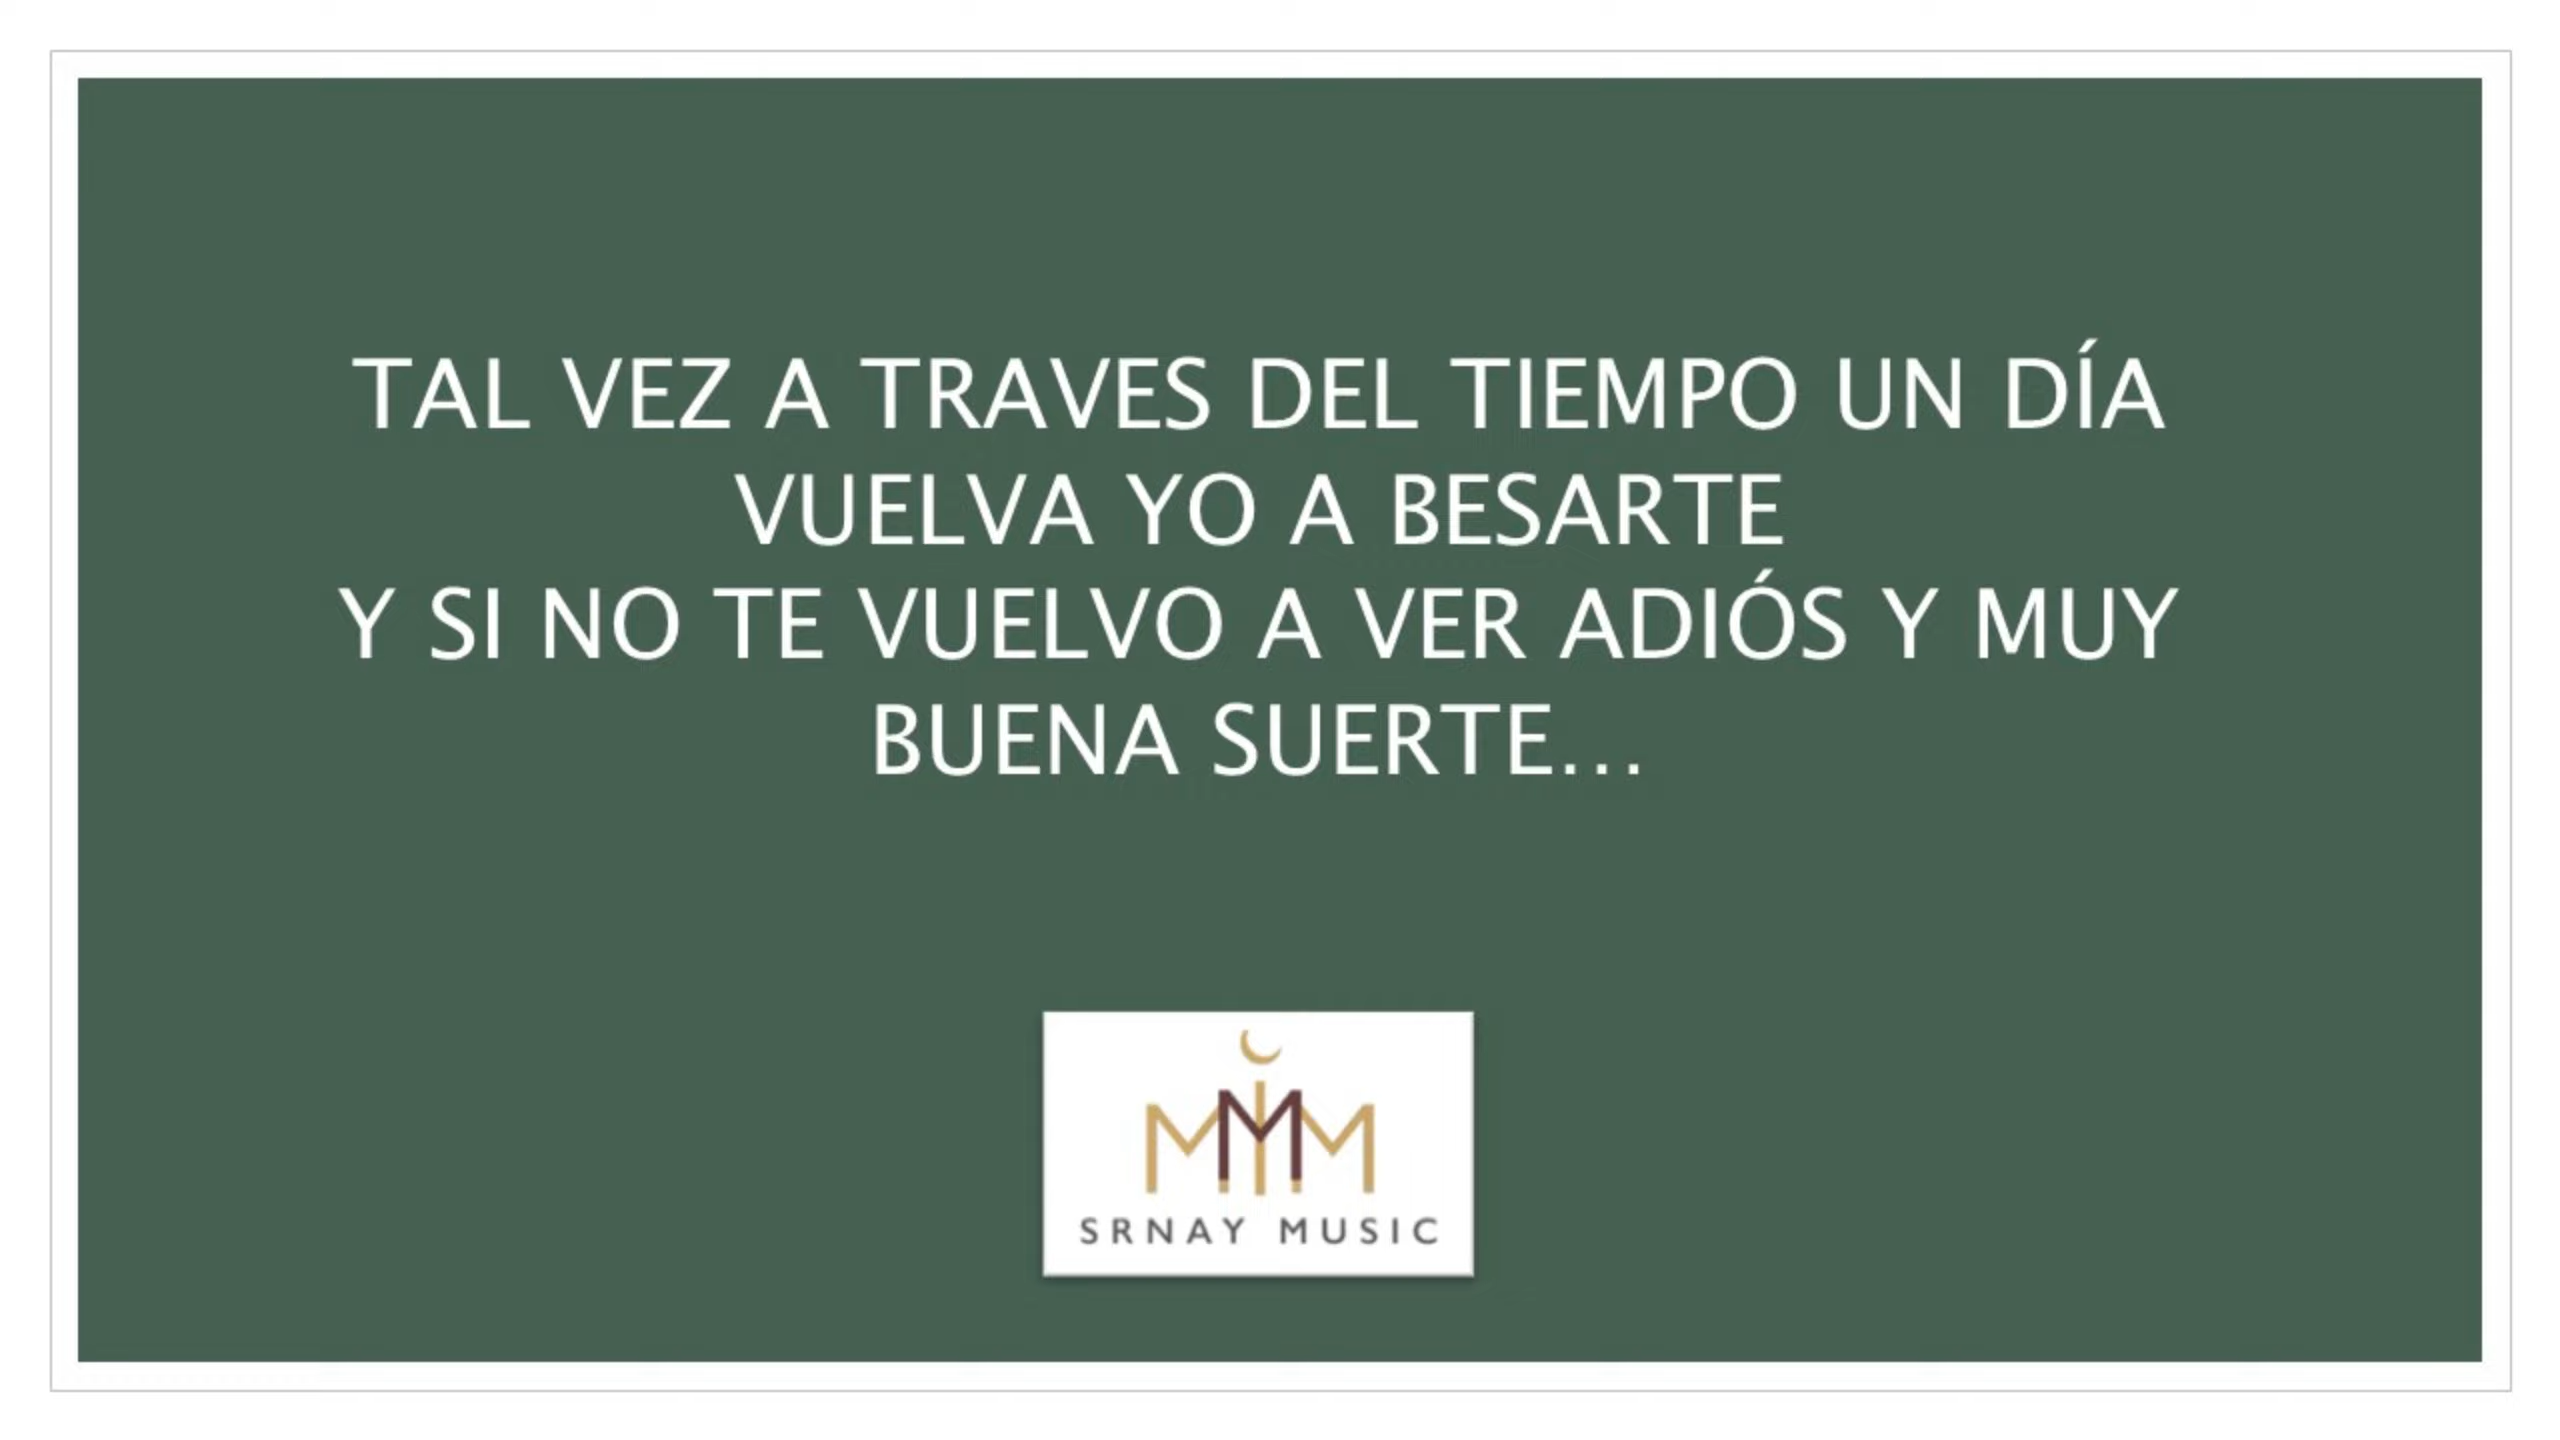 TAL VEZ A TRAVES DEL TIEMPO UN DÍA
VUELVA YO A BESARTE
Y SI NO TE VUELVO A VER ADIÓS Y MUY
BUENA SUERTE...
SRNAY MUSIC